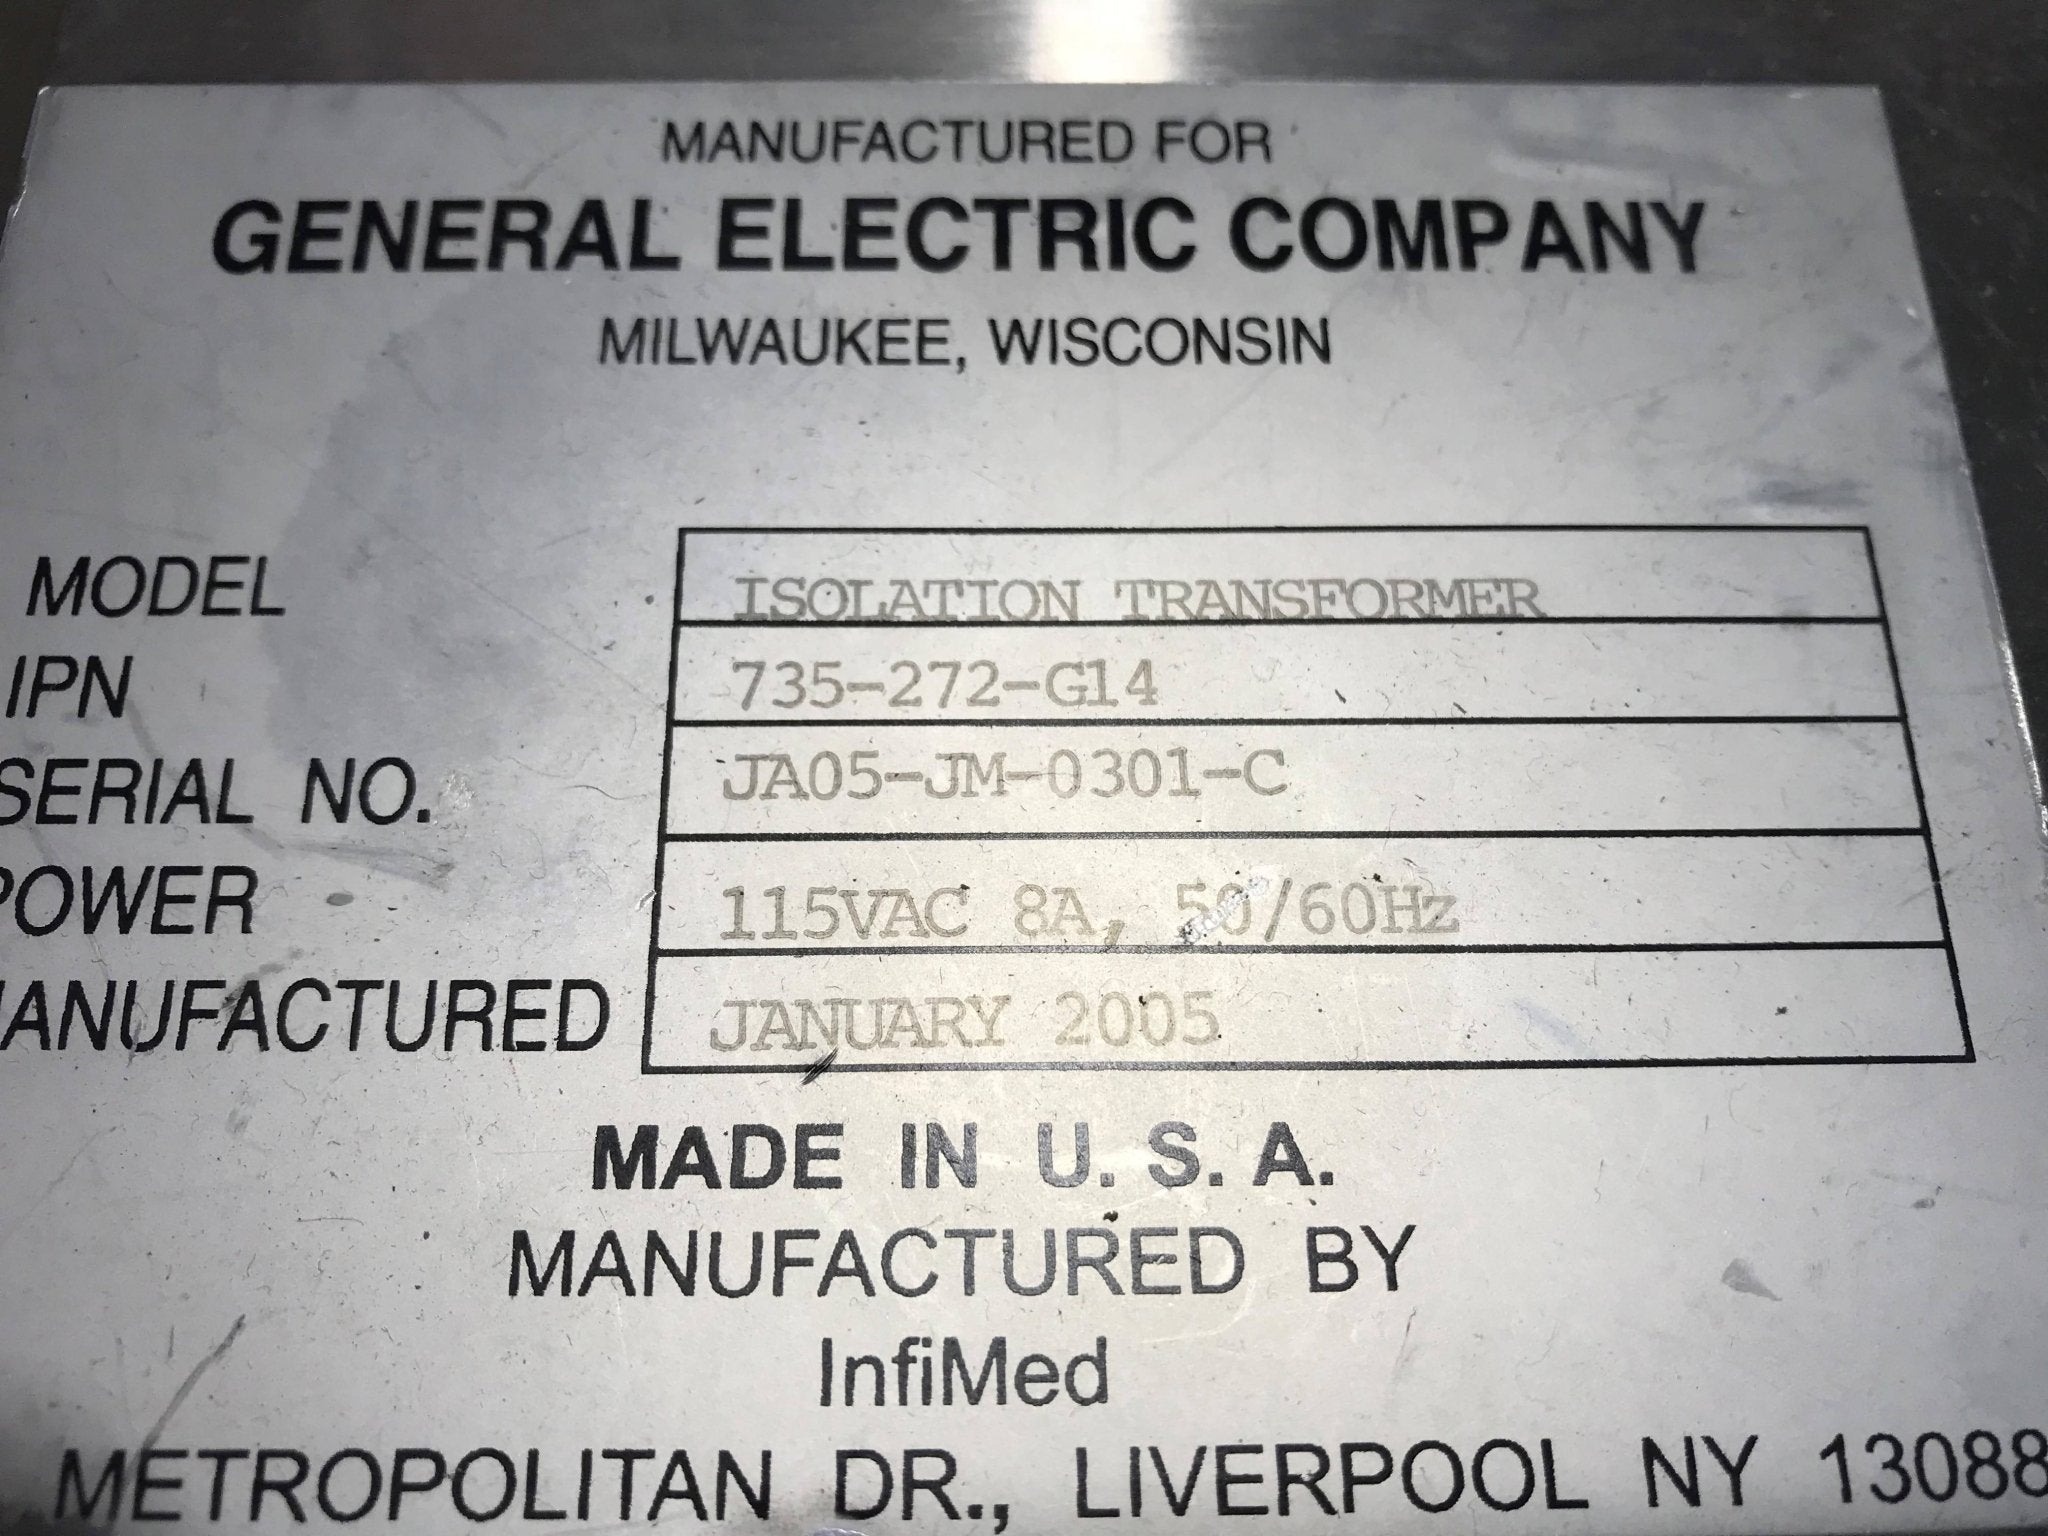 MANUFACTURED FOR
GENERAL ELECTRIC COMPANY
MILWAUKEE, WISCONSIN
MODEL ISOLATION TRANSFORMER
IPN 735-272-G14
SERIAL NO. JA05-JM-0301-C
POWER 115VAC 8A, 50/60Hz
MANUFACTURED JANUARY 2005
MADE IN U. S. A.
MANUFACTURED BY
InfiMed
METROPOLITAN DR., LIVERPOOL NY 13088